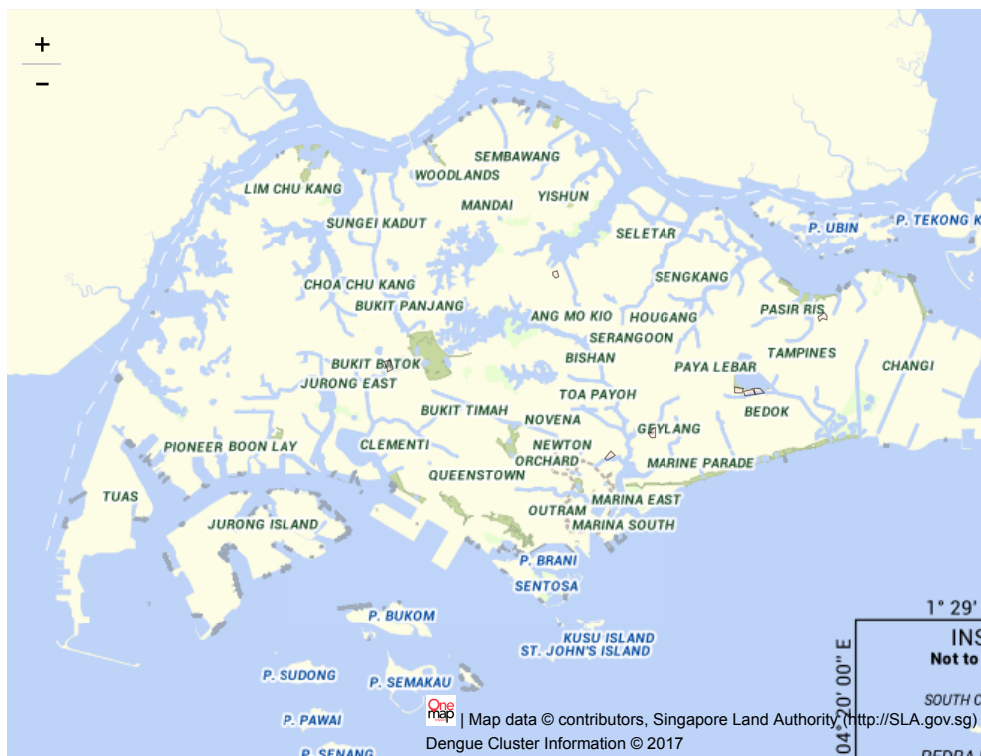 +
−
SEMBAWANG
WOODLANDS
LIM CHU KANG
YISHUN
MANDAI
SUNGEI KADUT
P. TEKONG K
P. UBIN
SELETAR
SENGKANG
CHOA CHU KANG
BUKIT PANJANG
PASIR RIS
ANG MO KIO
HOUGANG
SERANGOON
TAMPINES
BISHAN
BUKIT BATOK
PAYA LEBAR
CHANGI
JURONG EAST
TOA PAYOH
BUKIT TIMAH
BEDOK
NOVENA
GEYLANG
PIONEER
BOON LAY
CLEMENTI
NEWTON
ORCHARD
MARINE PARADE
QUEENSTOWN
TUAS
MARINA EAST
OUTRAM
JURONG ISLAND
MARINA SOUTH
P. BRANI
SENTOSA
P. BUKOM
KUSU ISLAND
ST. JOHN'S ISLAND
P. SUDONG
P. SEMAKAU
P. PAWAI
P. SENANG
1° 29'
INS
Not to
SOUTH C
04° 20' 00" E
PEDRA
One
map
| Map data © contributors, Singapore Land Authority (http://SLA.gov.sg)
Dengue Cluster Information © 2017